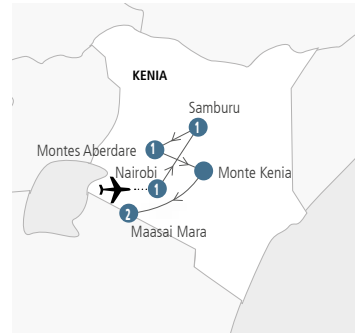 KENIA
Samburu
1
Montes Aberdare
1
Nairobi
Monte Kenia
1
2
Maasai Mara